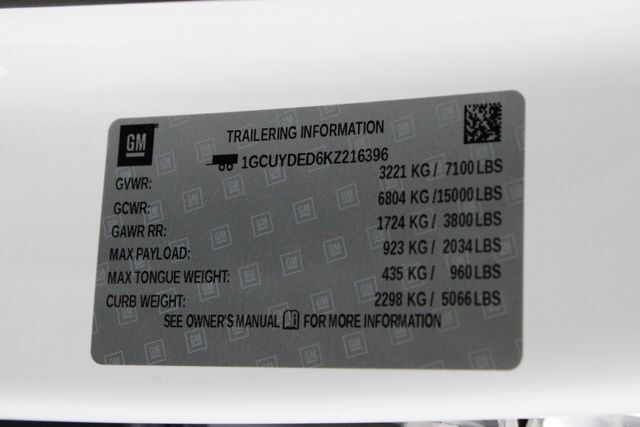 GM
TRAILERING INFORMATION
1GCUYDED6KZ216396
GVWR: 3221 KG / 7100 LBS
GCWR: 6804 KG /15000 LBS
GAWR RR: 1724 KG / 3800 LBS
MAX PAYLOAD: 923 KG / 2034 LBS
MAX TONGUE WEIGHT: 435 KG / 960 LBS
CURB WEIGHT: 2298 KG / 5066 LBS
SEE OWNER'S MANUAL FOR MORE INFORMATION